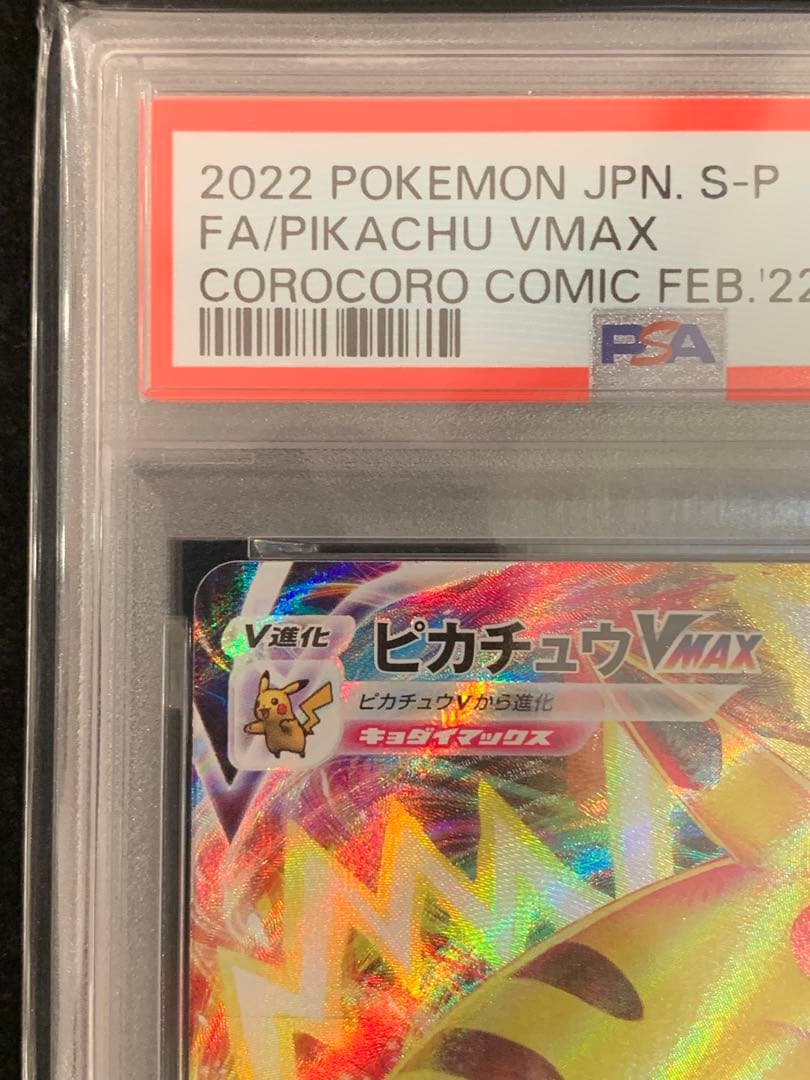 2022 POKEMON JPN. S-P
FA/PIKACHU VMAX
COROCORO COMIC FEB.'22
PSA
V進化
ピカチュウVMAX
ピカチュウVから進化
キョダイマックス